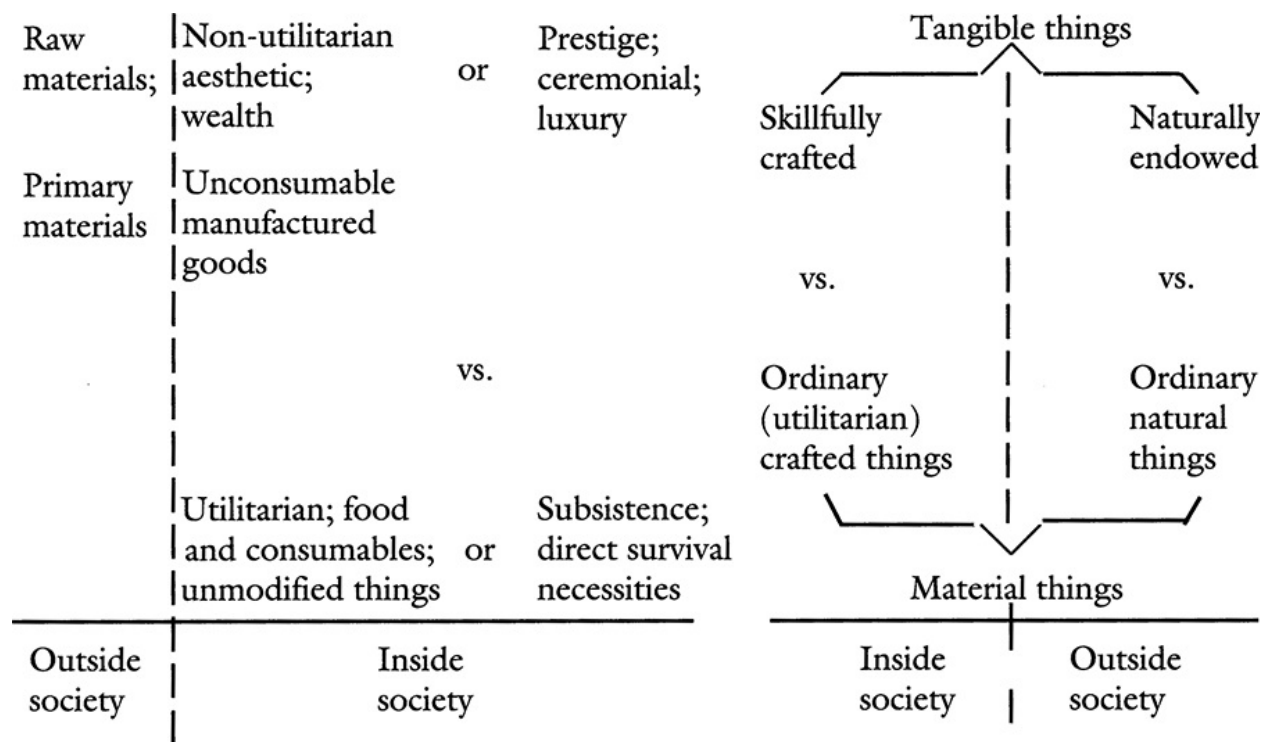 Raw
materials;
Primary
materials
Non-utilitarian
aesthetic;
wealth
or
Prestige;
ceremonial;
luxury
Unconsumable
manufactured
goods
vs.
Utilitarian; food
and consumables;
unmodified things
or
Subsistence;
direct survival
necessities
Outside
society
Inside
society
Tangible things
Skillfully
crafted
Naturally
endowed
vs.
vs.
Ordinary
(utilitarian)
crafted things
Ordinary
natural
things
Material things
Inside
society
Outside
society